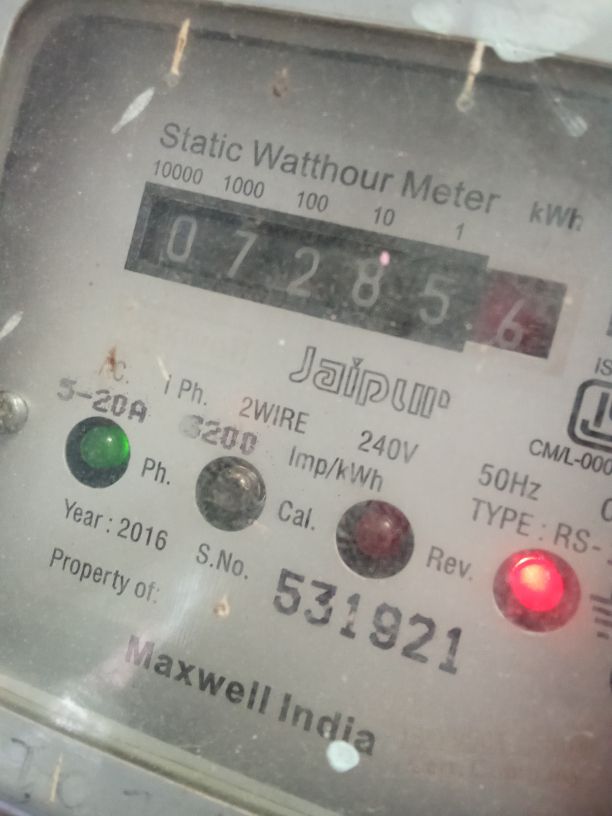 Static Watthour Meter
10000 1000 100 10 1 kWh
0 7 2 8 5 6
Jaipur
AC. 1 Ph. 2WIRE 240V 50Hz
5-20A 3200 Imp/kWh TYPE : RS-
CM/L-000
Ph. Cal. Rev.
Year : 2016 S.No. 531921
Property of:
Maxwell India